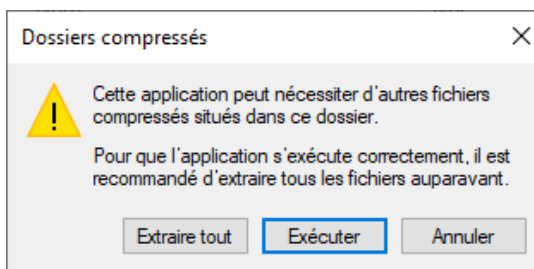 Dossiers compressés
Cette application peut nécessiter d'autres fichiers
compressés situés dans ce dossier.
Pour que l'application s'exécute correctement, il est
recommandé d'extraire tous les fichiers auparavant.
Extraire tout Exécuter Annuler